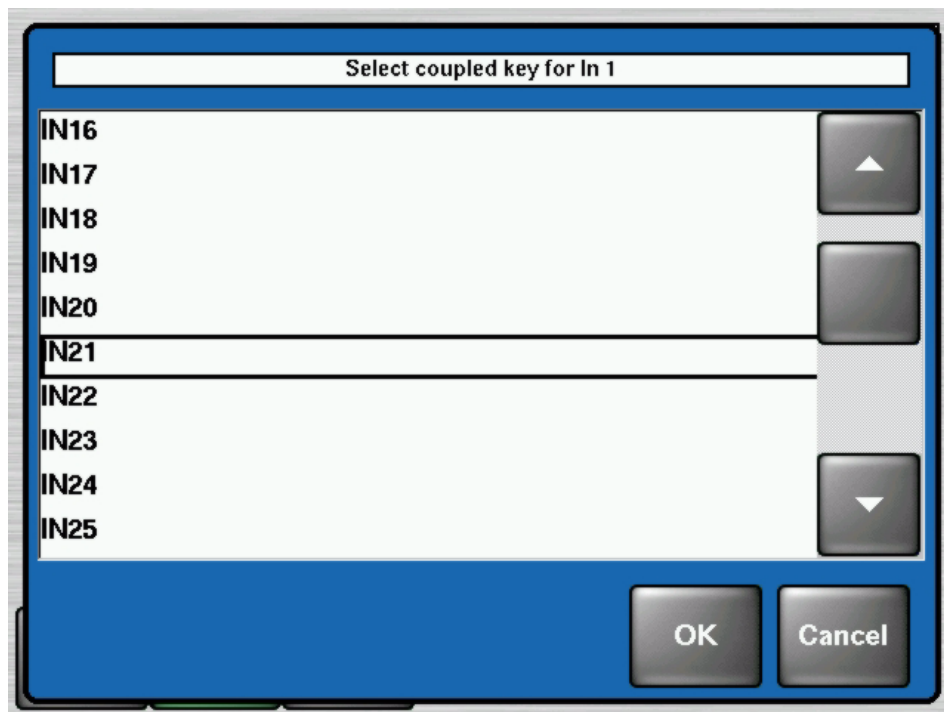 Select coupled key for In 1
IN16
IN17
IN18
IN19
IN20
IN21
IN22
IN23
IN24
IN25
OK
Cancel